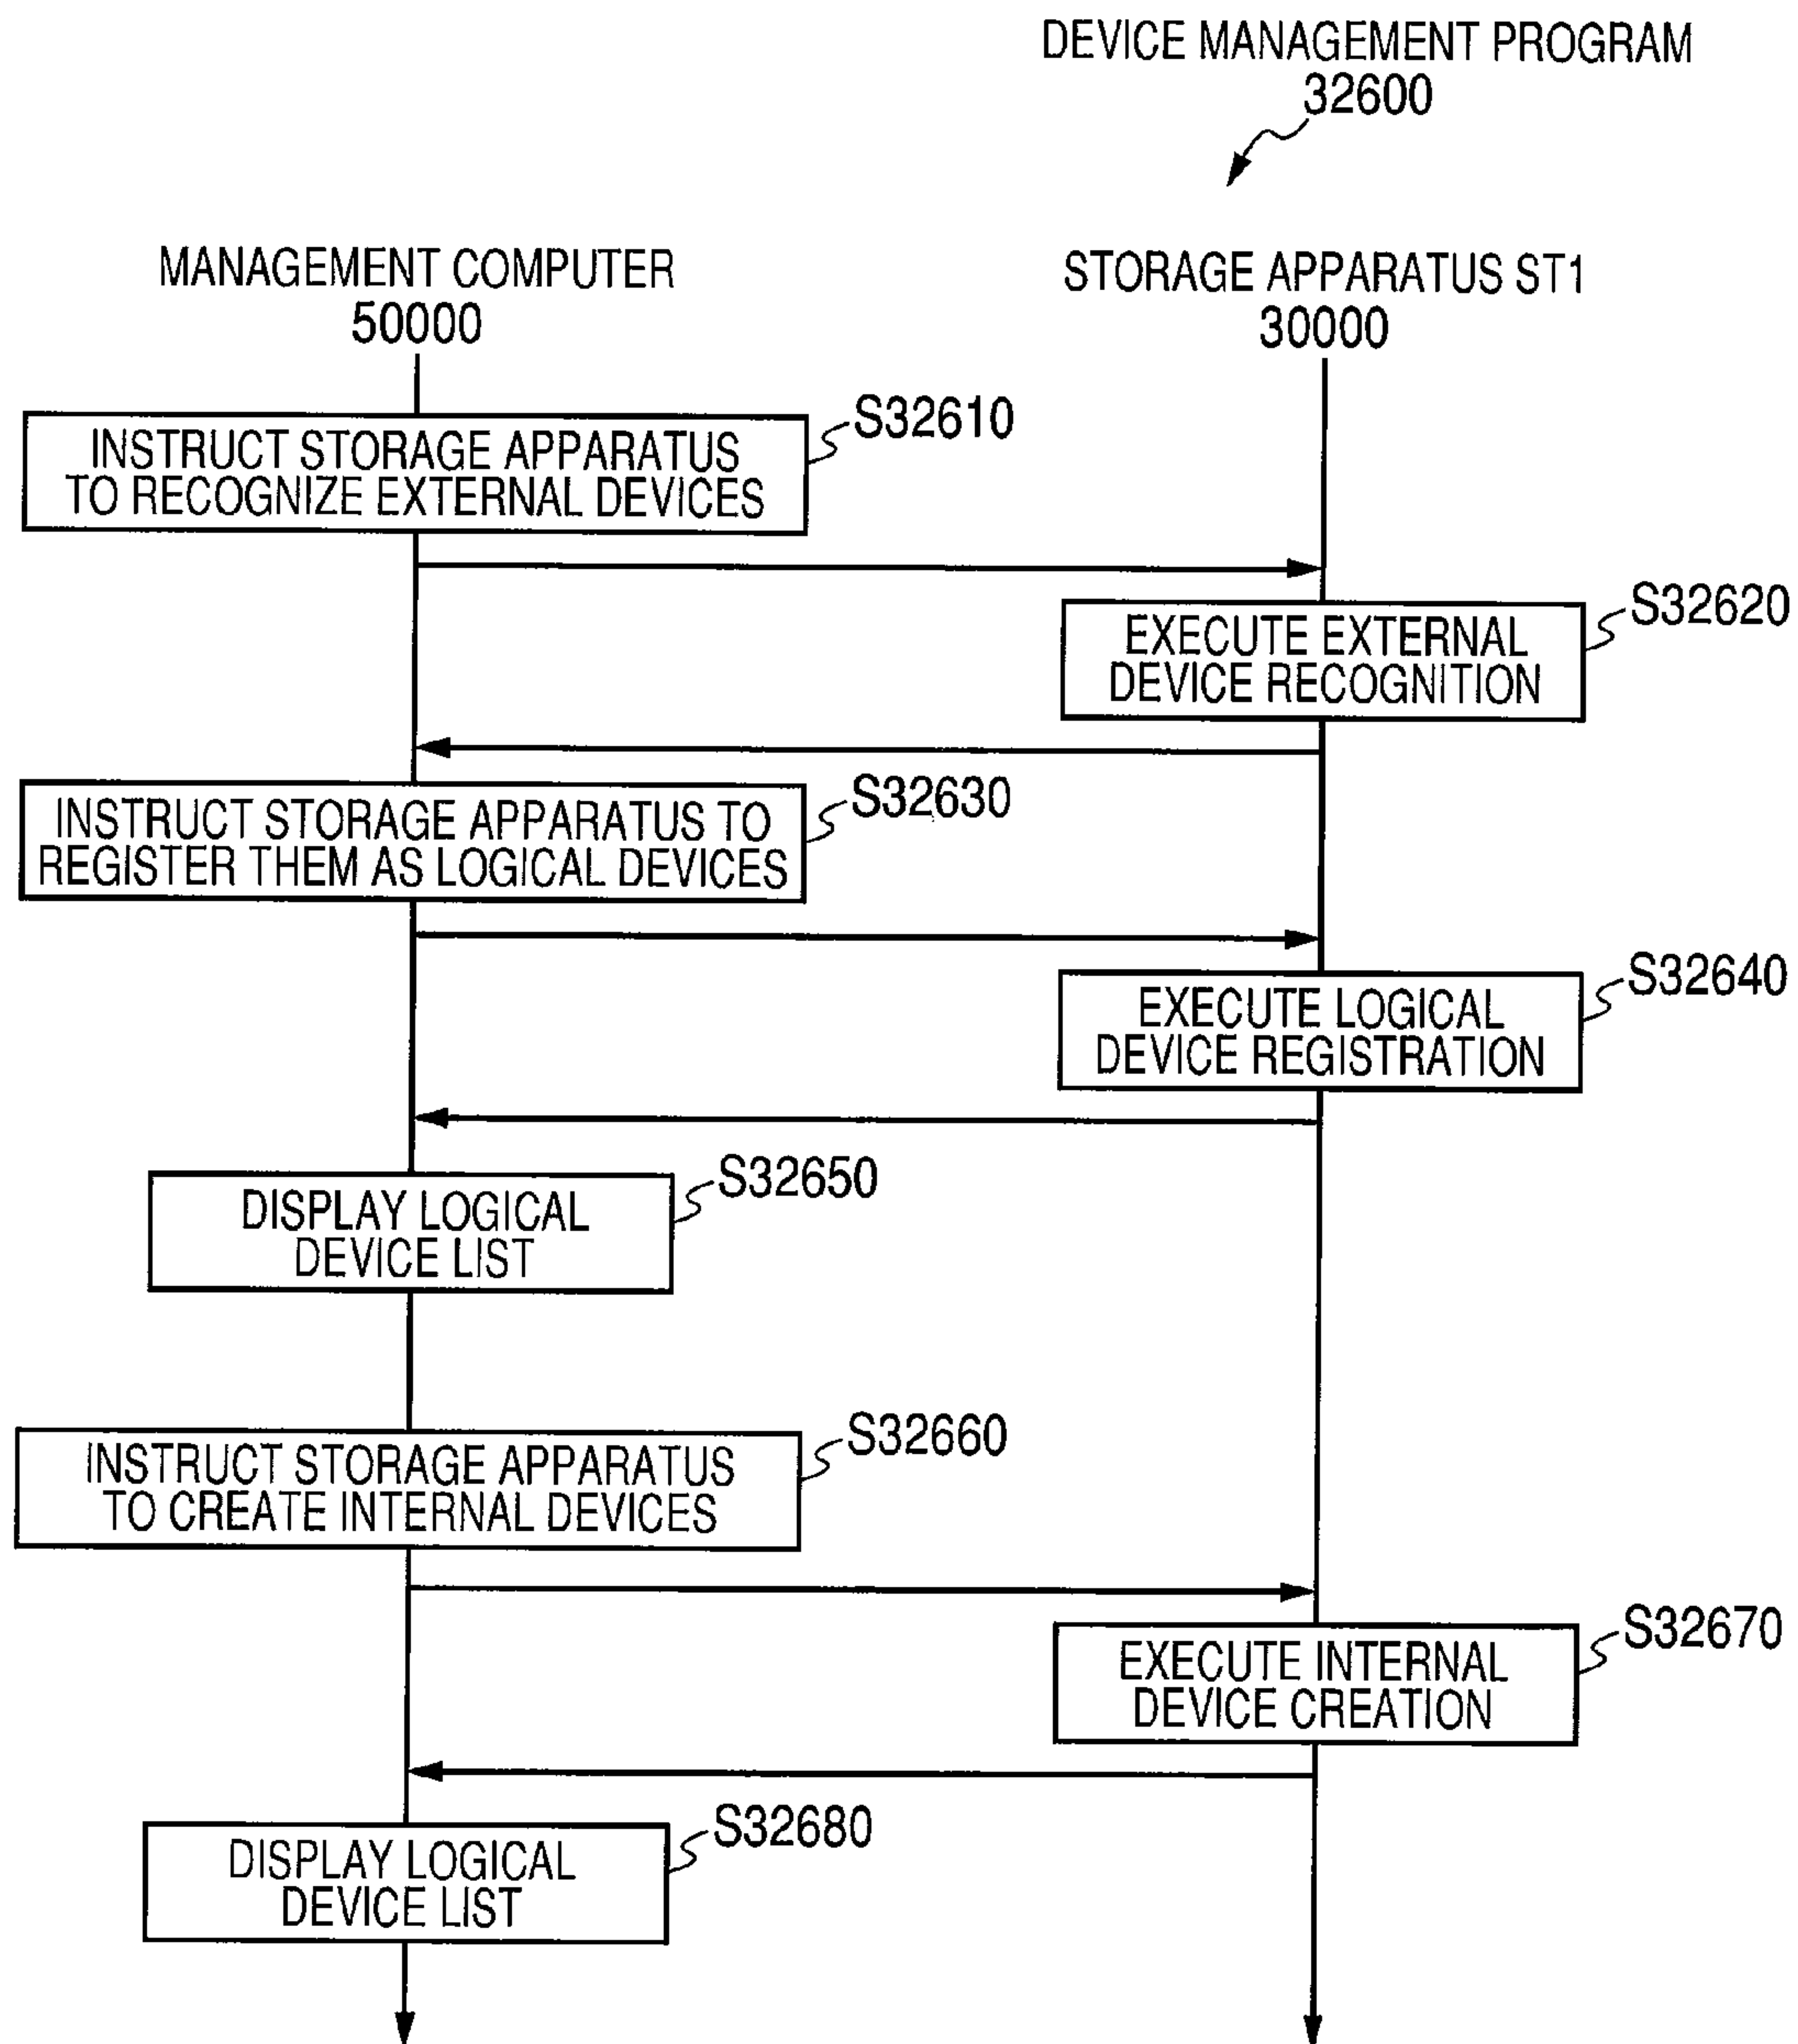 DEVICE MANAGEMENT PROGRAM
32600
MANAGEMENT COMPUTER
50000
STORAGE APPARATUS ST1
30000
INSTRUCT STORAGE APPARATUS
TO RECOGNIZE EXTERNAL DEVICES
S32610
EXECUTE EXTERNAL
DEVICE RECOGNITION
S32620
INSTRUCT STORAGE APPARATUS TO
REGISTER THEM AS LOGICAL DEVICES
S32630
EXECUTE LOGICAL
DEVICE REGISTRATION
S32640
DISPLAY LOGICAL
DEVICE LIST
S32650
INSTRUCT STORAGE APPARATUS
TO CREATE INTERNAL DEVICES
S32660
EXECUTE INTERNAL
DEVICE CREATION
S32670
DISPLAY LOGICAL
DEVICE LIST
S32680